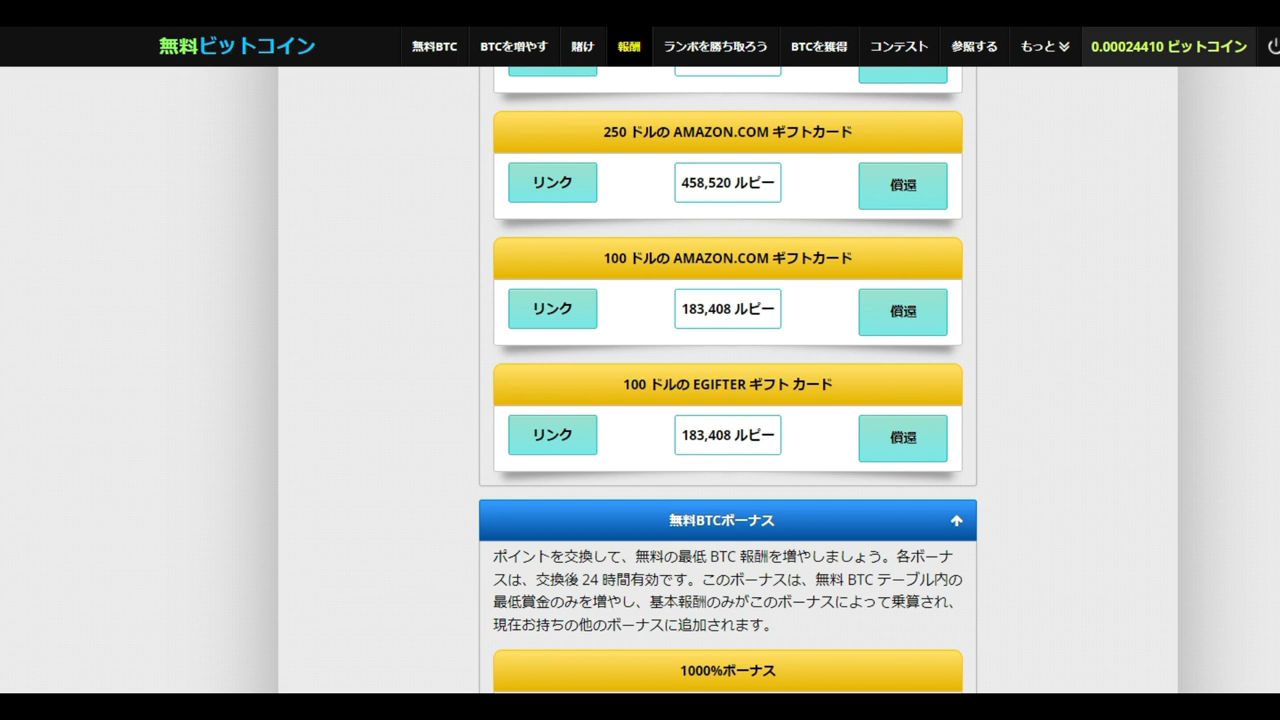 無料ビットコイン 無料BTC BTCを増やす 賭け 報酬 ランボを勝ち取ろう BTCを獲得 コンテスト 参照する もっと 0.00024410 ビットコイン
250 ドルの AMAZON.COM ギフトカード
リンク 458,520 ルピー 償還
100 ドルの AMAZON.COM ギフトカード
リンク 183,408 ルピー 償還
100 ドルの EGIFTER ギフト カード
リンク 183,408 ルピー 償還
無料BTCボーナス
ポイントを交換して、無料の最低 BTC 報酬を増やしましょう。各ボーナ
スは、交換後 24 時間有効です。このボーナスは、無料 BTC テーブル内の
最低賞金のみを増やし、基本報酬のみがこのボーナスによって乗算され、
現在お持ちの他のボーナスに追加されます。
1000%ボーナス